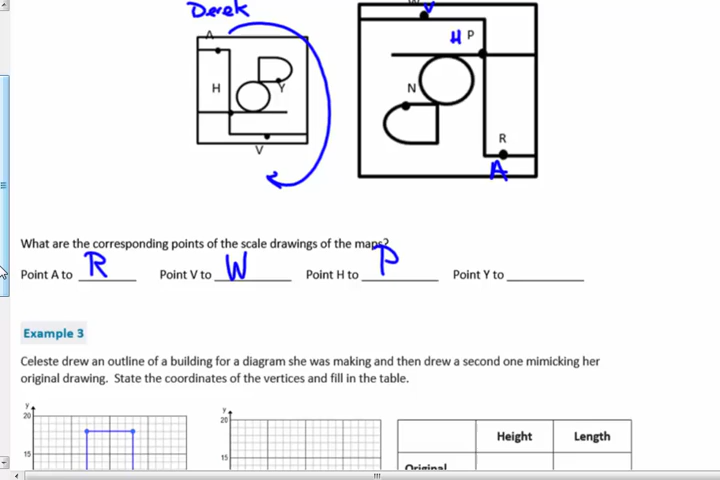 Derek
A
H
Y
V
W
V
H P
N
R
A
What are the corresponding points of the scale drawings of the maps?
Point A to R Point V to W Point H to P Point Y to ______
Example 3
Celeste drew an outline of a building for a diagram she was making and then drew a second one mimicking her
original drawing. State the coordinates of the vertices and fill in the table.
y
20
15
y
20
15
Height Length
Original